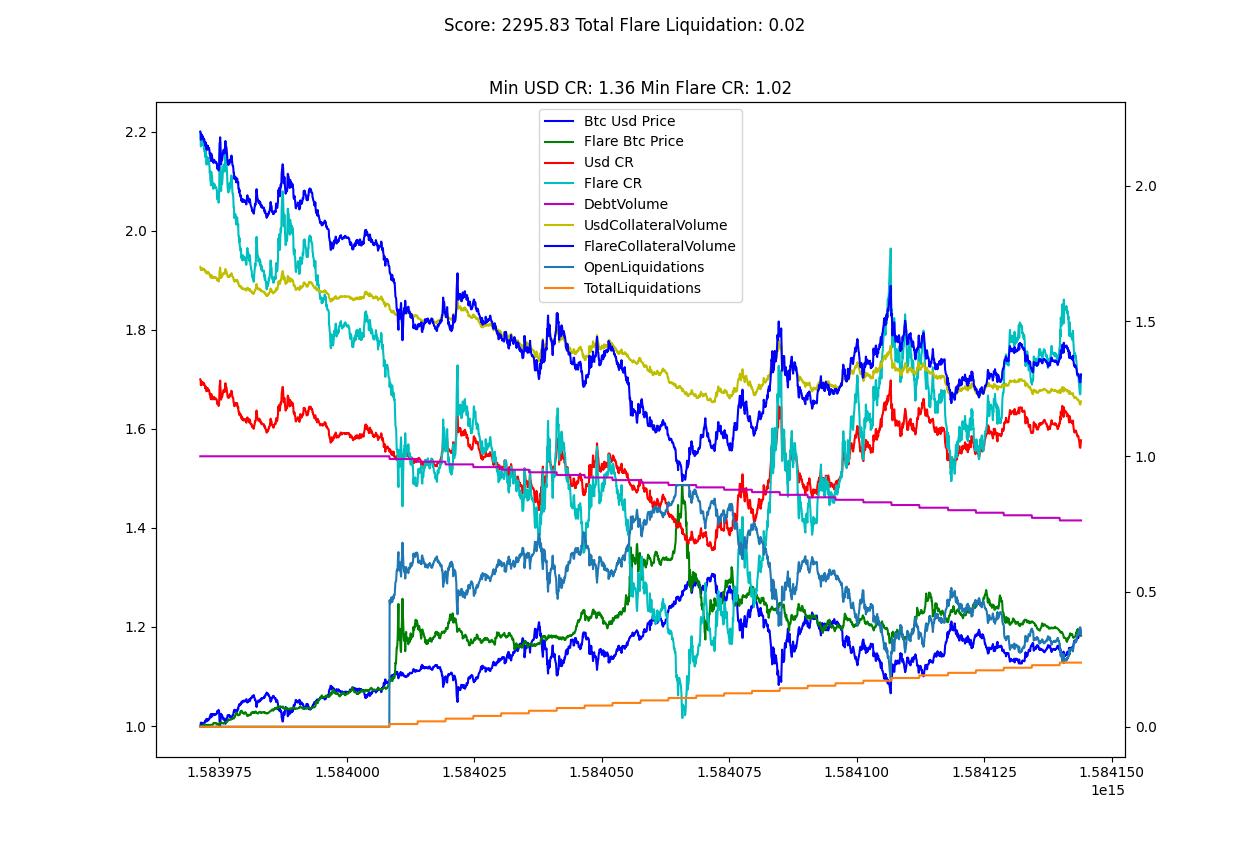 Score: 2295.83 Total Flare Liquidation: 0.02
Min USD CR: 1.36 Min Flare CR: 1.02
Btc Usd Price
Flare Btc Price
Usd CR
Flare CR
DebtVolume
UsdCollateralVolume
FlareCollateralVolume
OpenLiquidations
TotalLiquidations
2.2
2.0
1.8
1.6
1.4
1.2
1.0
2.0
1.5
1.0
0.5
0.0
1.583975 1.584000 1.584025 1.584050 1.584075 1.584100 1.584125 1.584150
1e15